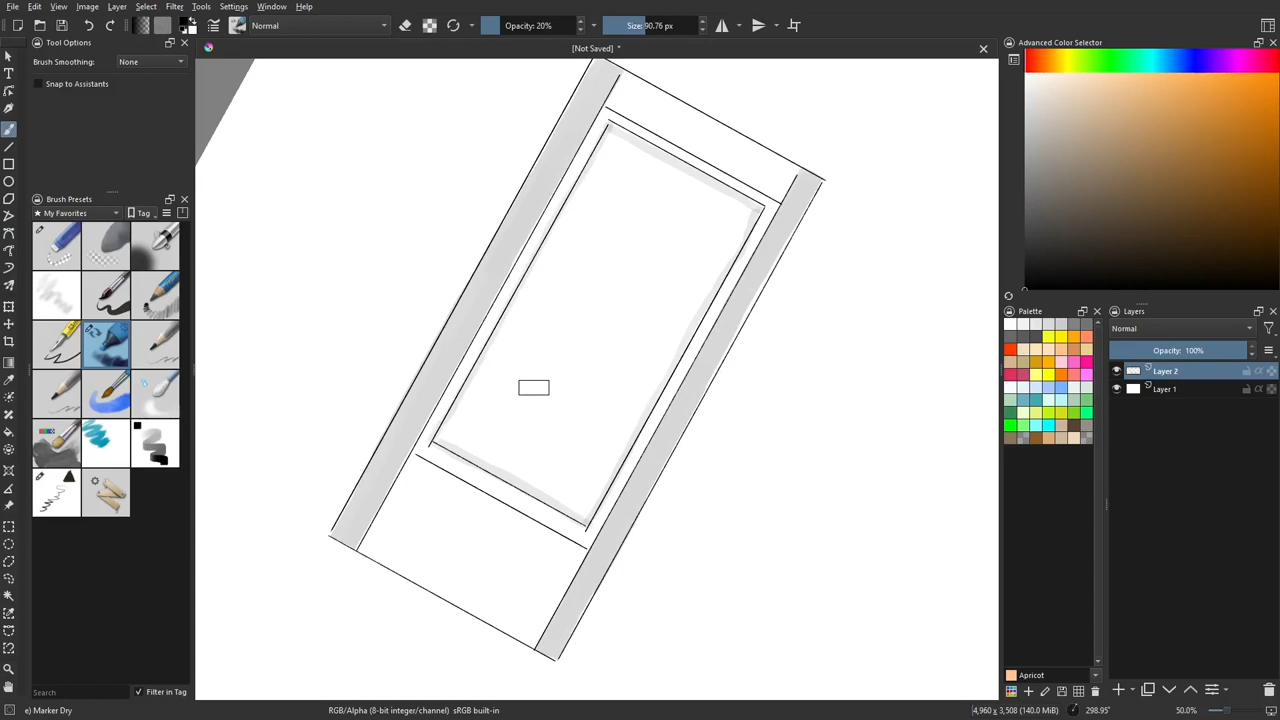 File Edit View Image Layer Select Filter Tools Settings Window Help
Normal
Opacity: 20%
Size: 90.76 px
Tool Options
[Not Saved] *
Advanced Color Selector
Brush Smoothing: None
Snap to Assistants
Brush Presets
My Favorites
Tag
Palette
Layers
Normal
Opacity: 100%
Layer 2
Layer 1
Apricot
Search
Filter in Tag
e) Marker Dry
RGB/Alpha (8-bit integer/channel) sRGB built-in
4,960 x 3,508 (140.0 MiB)
298.95°
50.0%